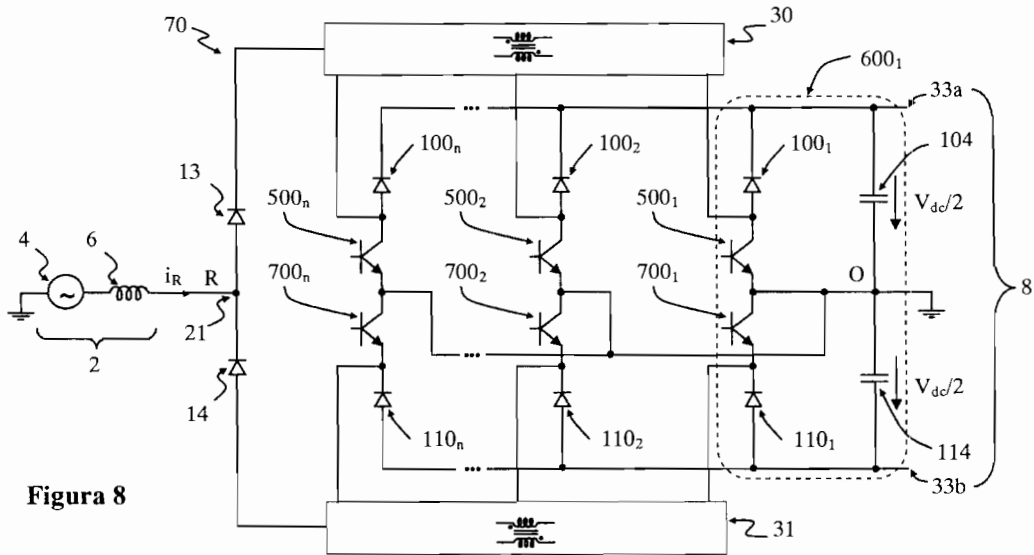 70
30
600₁
33a
...
100ₙ
100₂
100₁
104
13
V_dc/2
500ₙ
500₂
500₁
4
6
i_R
R
700ₙ
700₂
700₁
O
8
~
21
2
...
14
V_dc/2
110ₙ
110₂
110₁
114
...
33b
Figura 8
31